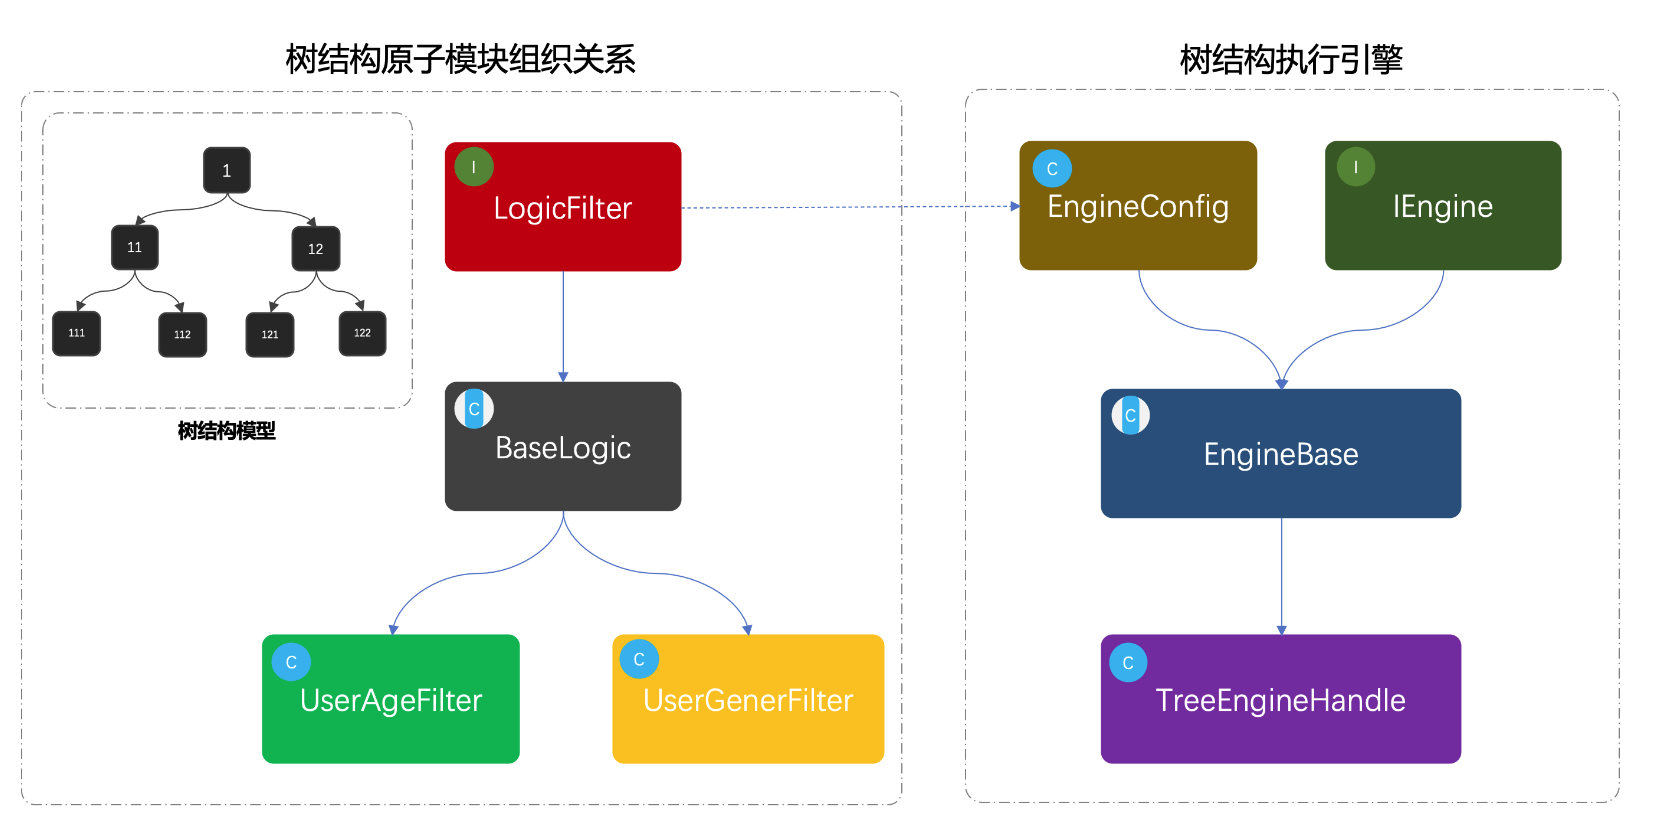 树结构原子模块组织关系
树结构执行引擎
1
11
12
111
112
121
122
树结构模型
I
LogicFilter
C
BaseLogic
C
UserAgeFilter
C
UserGenerFilter
C
EngineConfig
I
IEngine
C
EngineBase
C
TreeEngineHandle